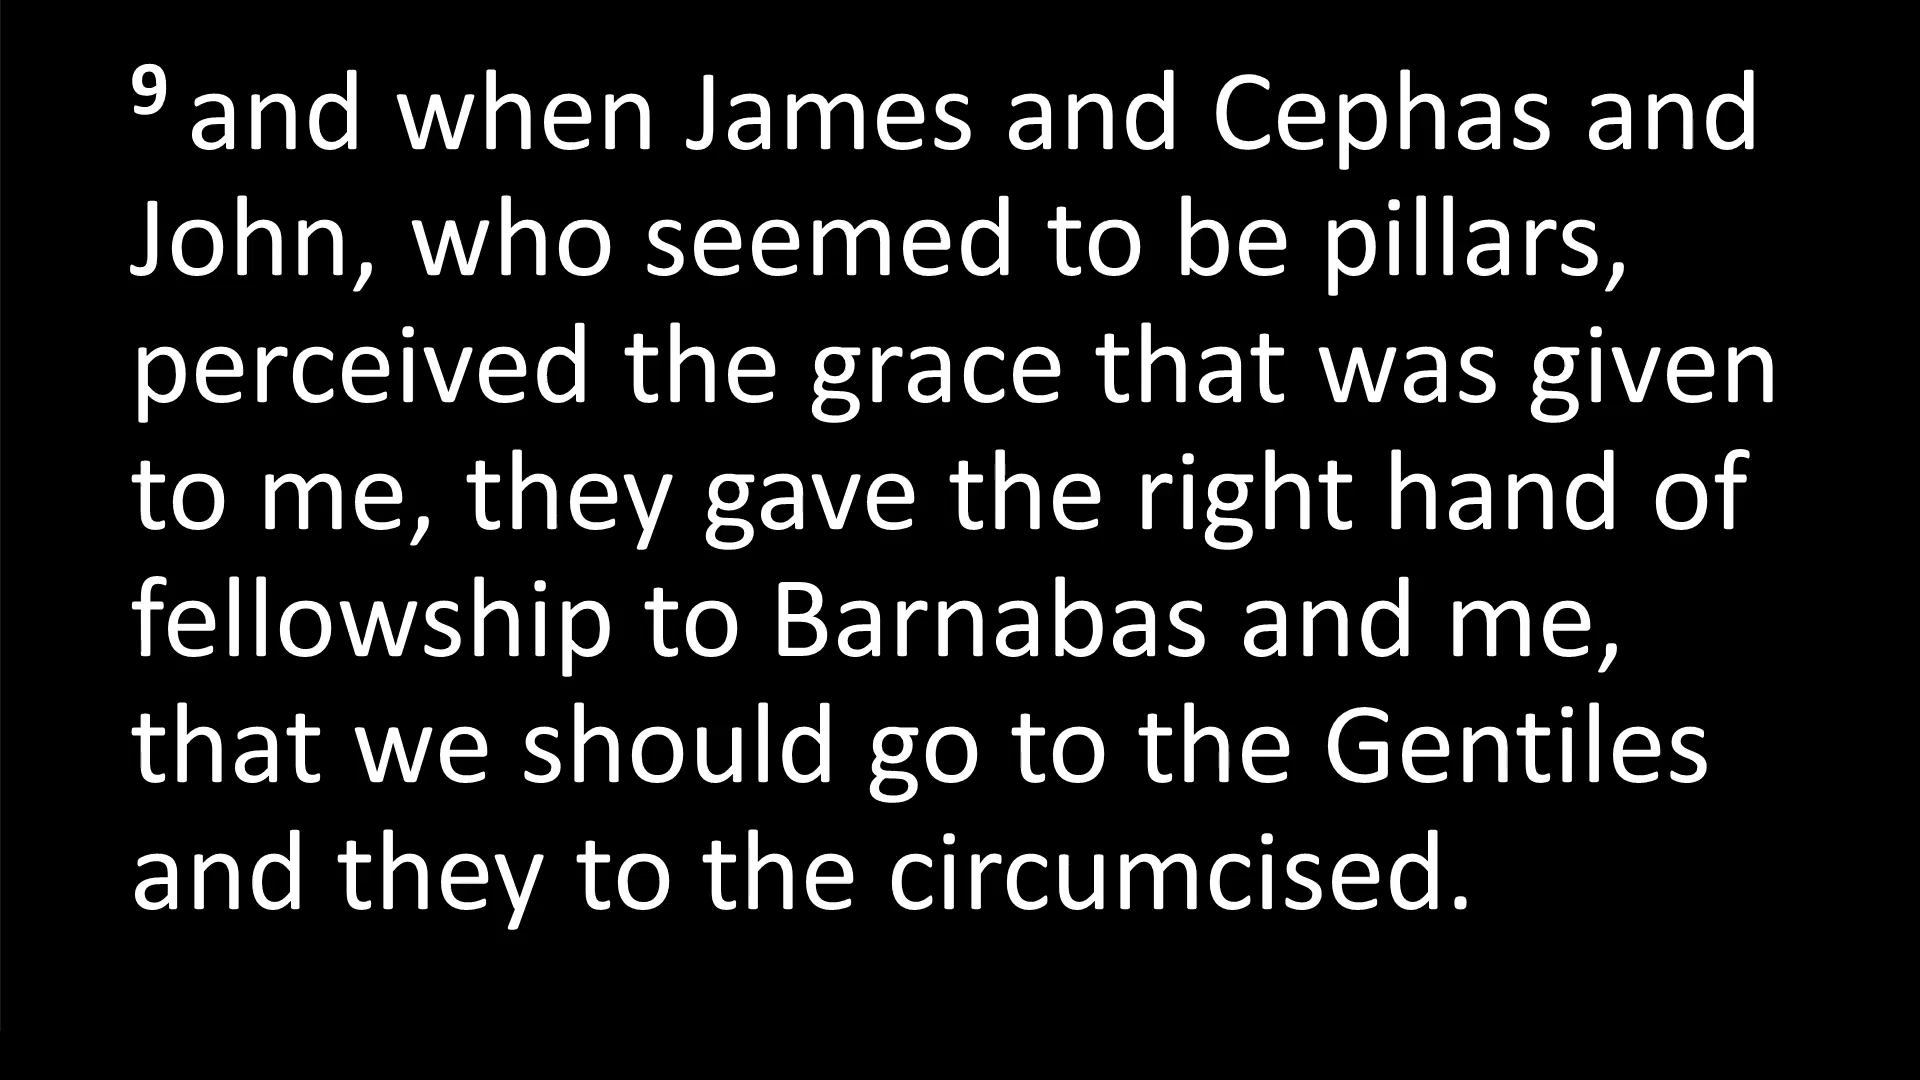 9 and when James and Cephas and
John, who seemed to be pillars,
perceived the grace that was given
to me, they gave the right hand of
fellowship to Barnabas and me,
that we should go to the Gentiles
and they to the circumcised.